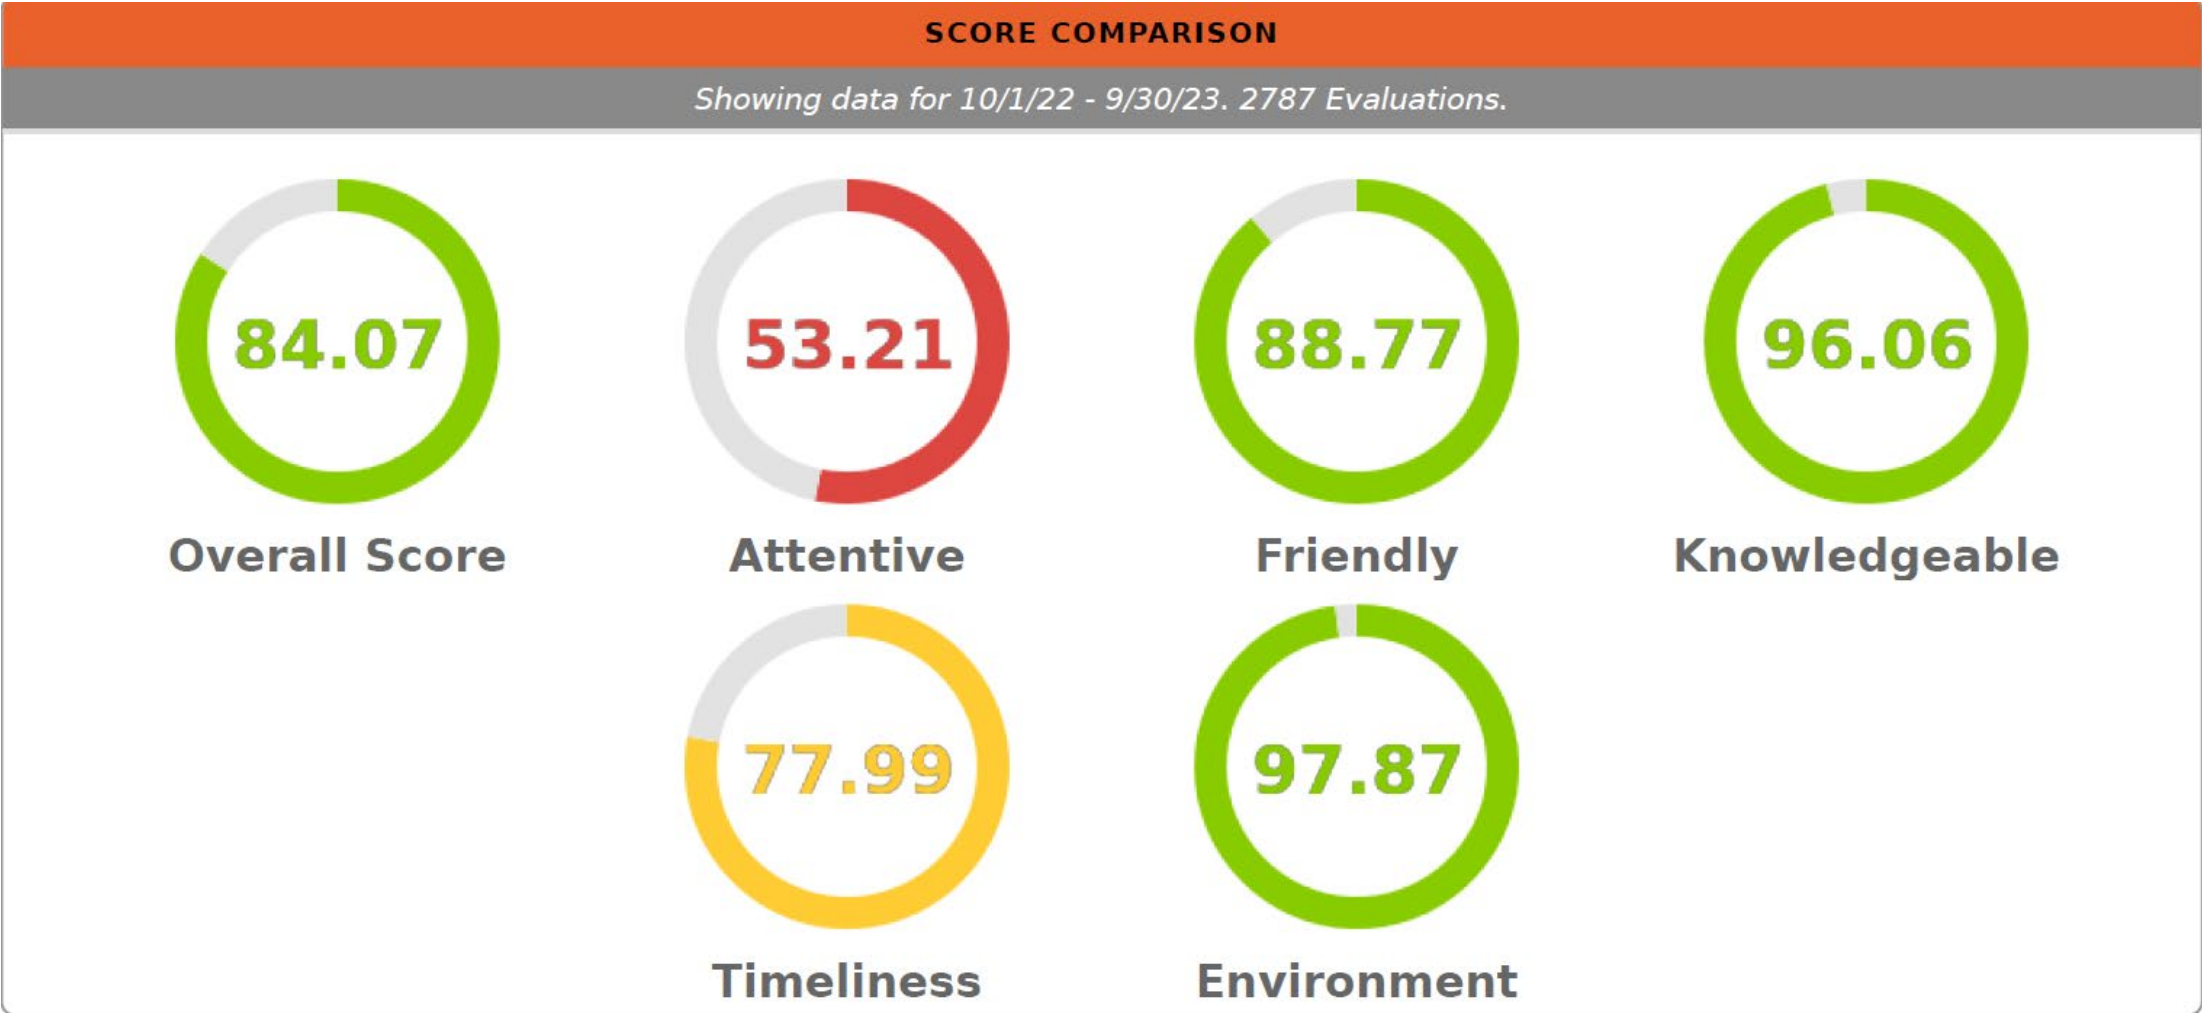 SCORE COMPARISON
Showing data for 10/1/22 - 9/30/23. 2787 Evaluations.
84.07
53.21
88.77
96.06
Overall Score
Attentive
Friendly
Knowledgeable
77.99
97.87
Timeliness
Environment